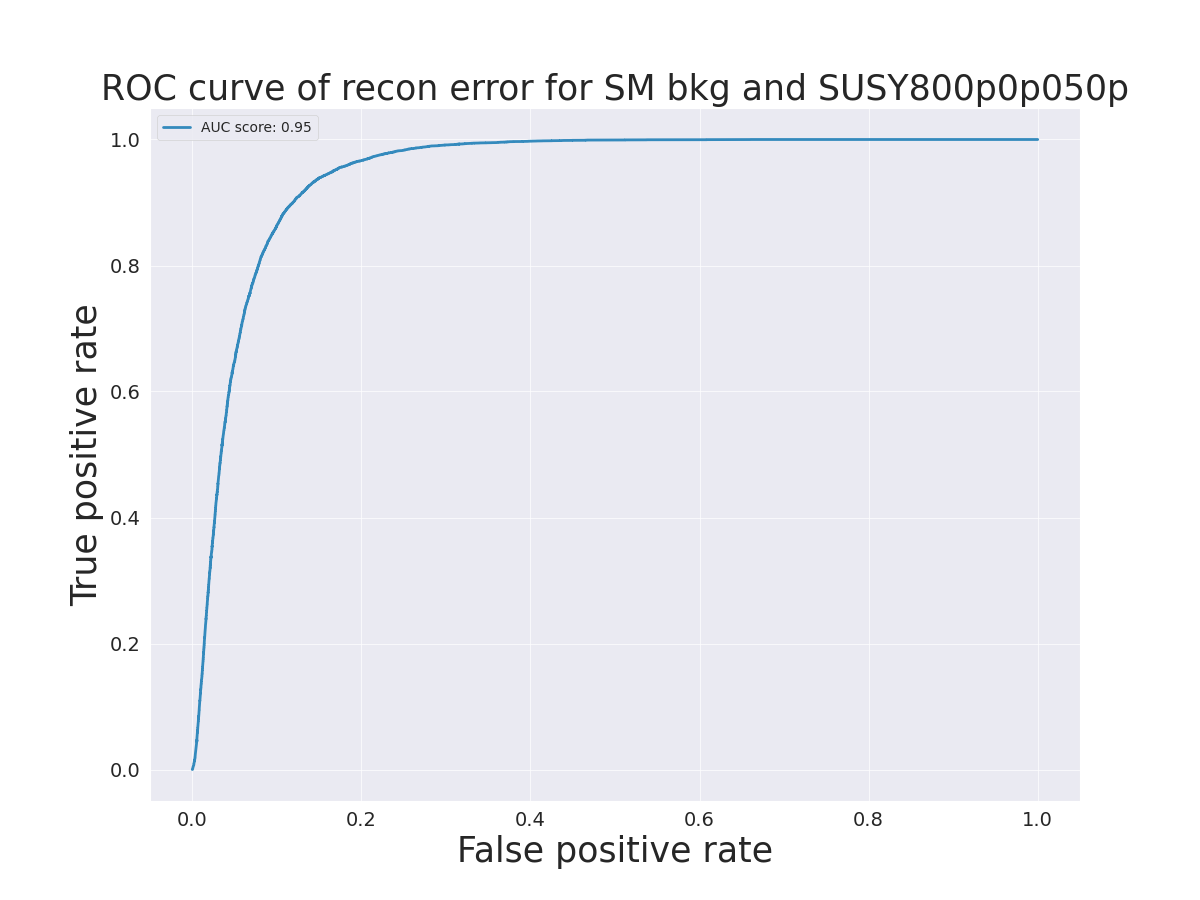 ROC curve of recon error for SM bkg and SUSY800p0p050p
AUC score: 0.95
1.0
0.8
0.6
0.4
0.2
0.0
True positive rate
0.0 0.2 0.4 0.6 0.8 1.0
False positive rate